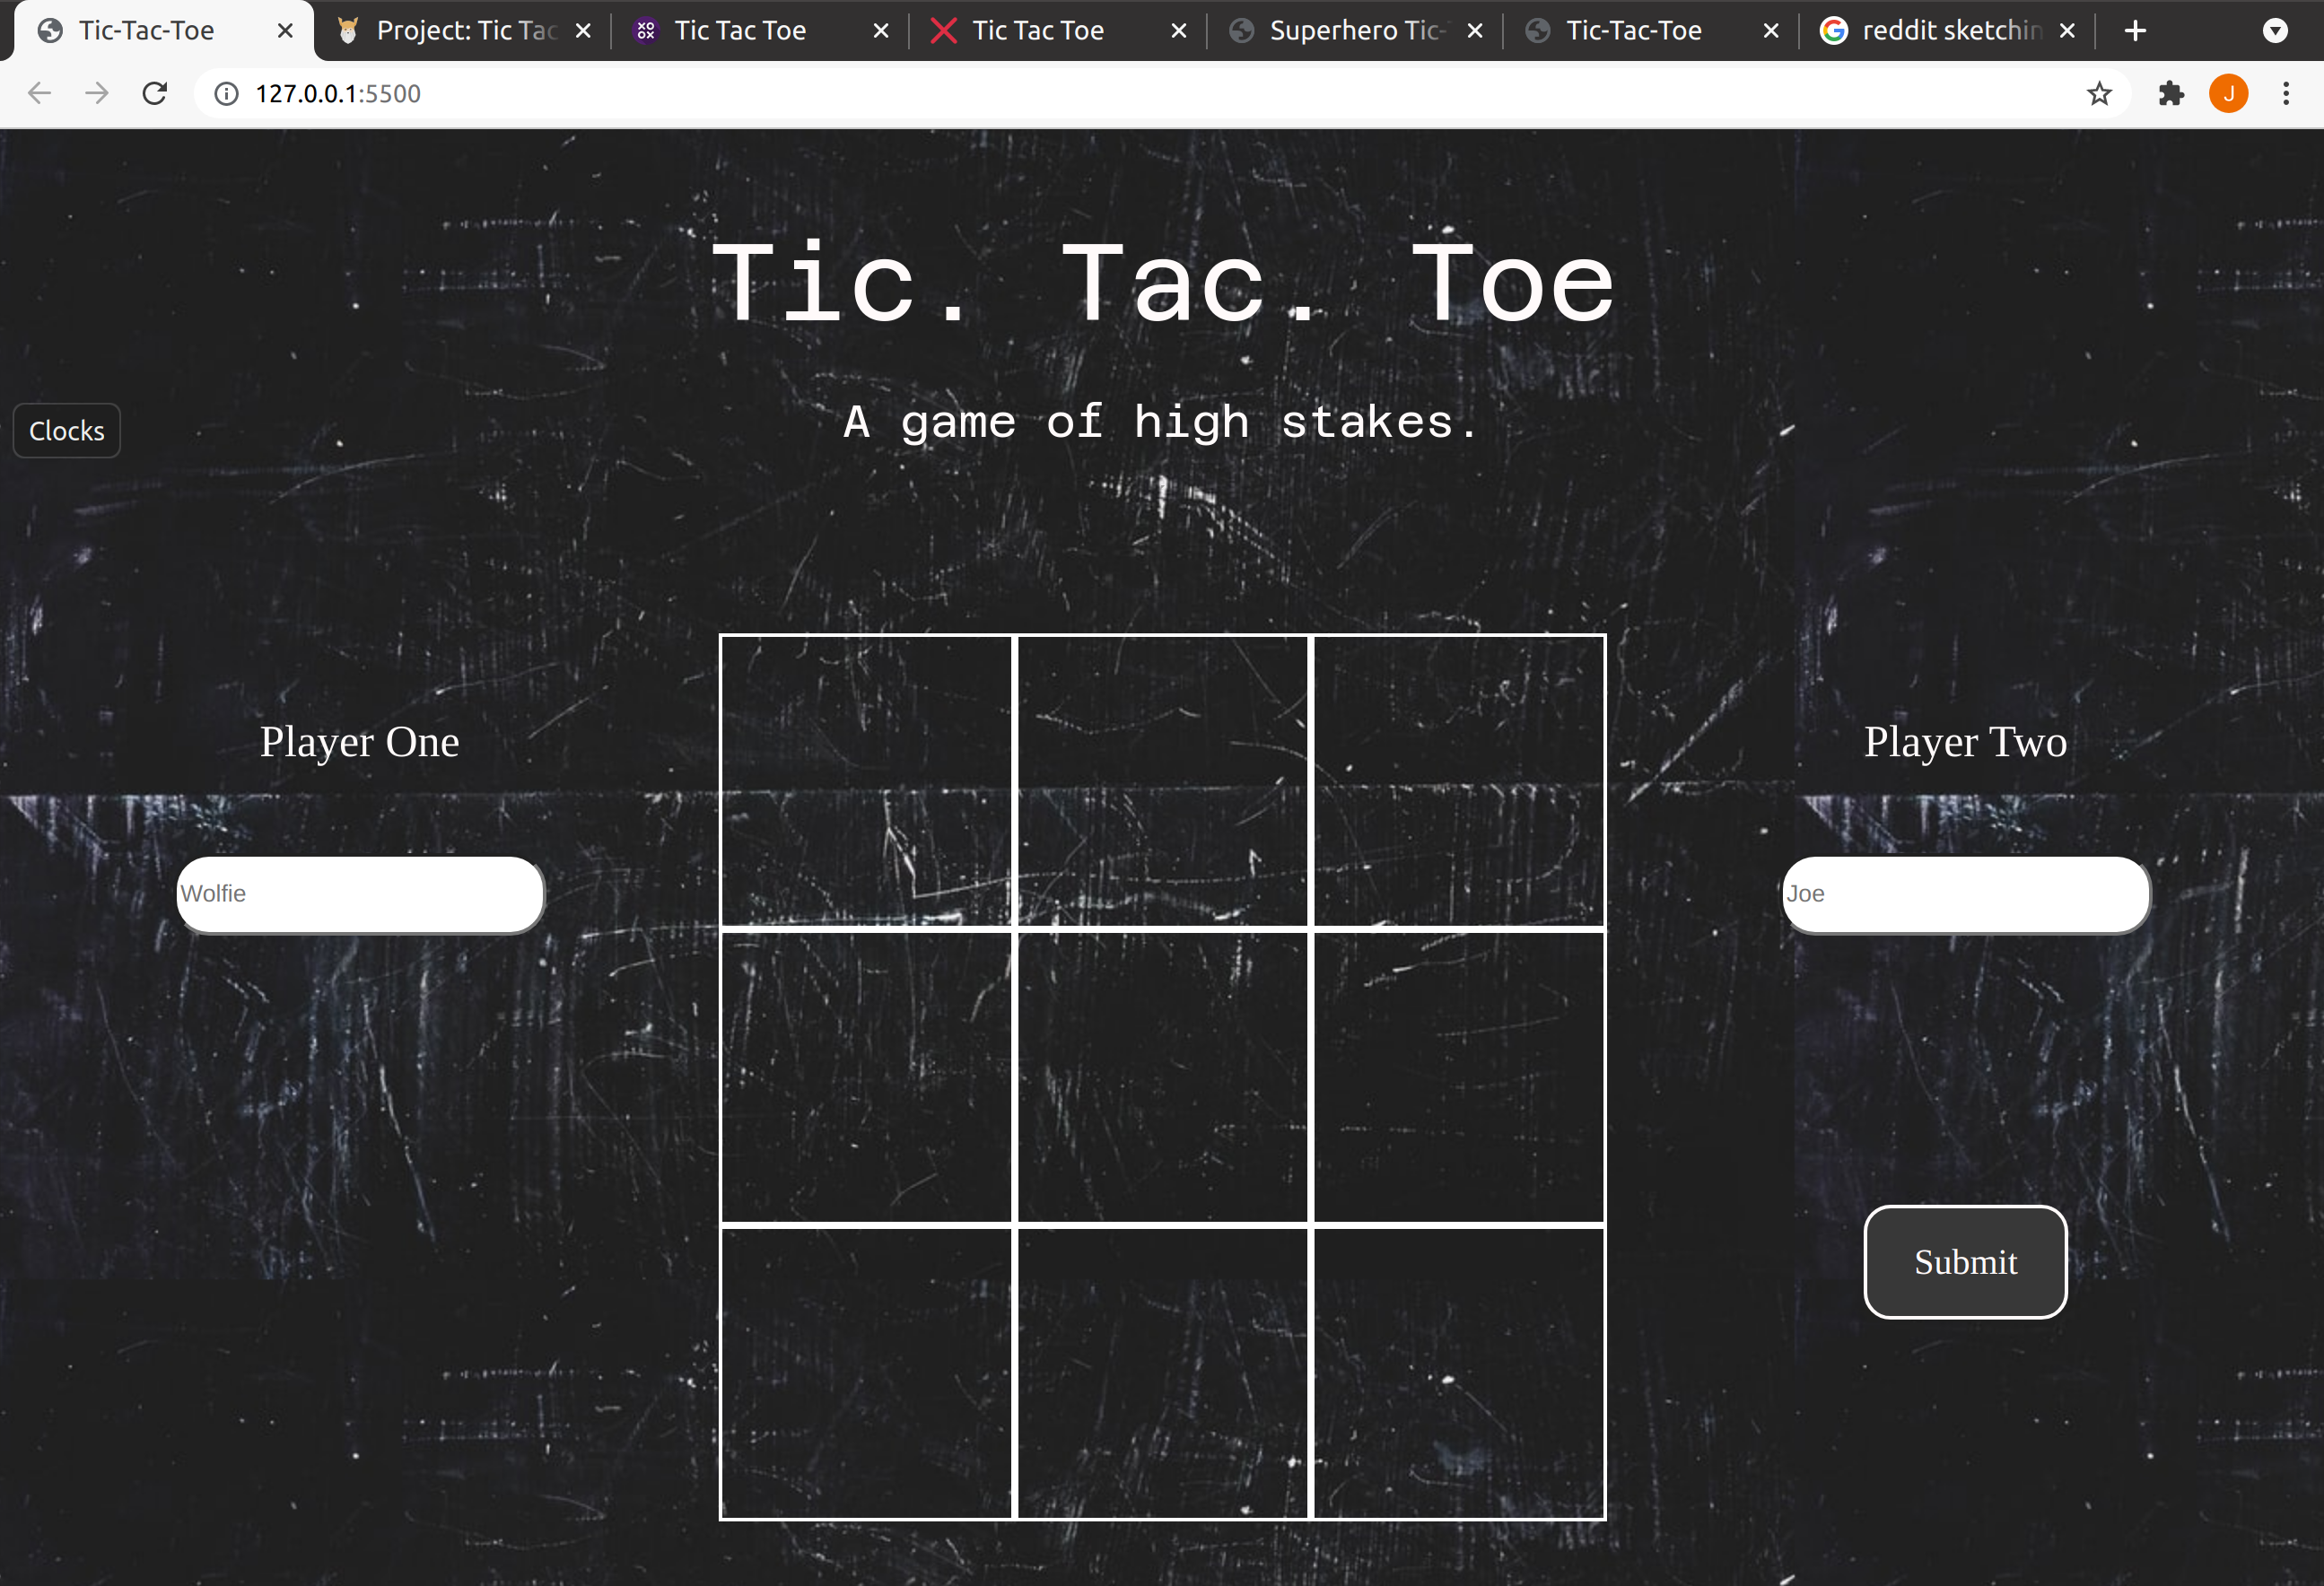 Tic-Tac-Toe
Project: Tic Tac
Tic Tac Toe
Tic Tac Toe
Superhero Tic-
Tic-Tac-Toe
reddit sketchin
127.0.0.1:5500
J
Tic. Tac. Toe
A game of high stakes.
Clocks
Player One
Player Two
Wolfie
Joe
Submit